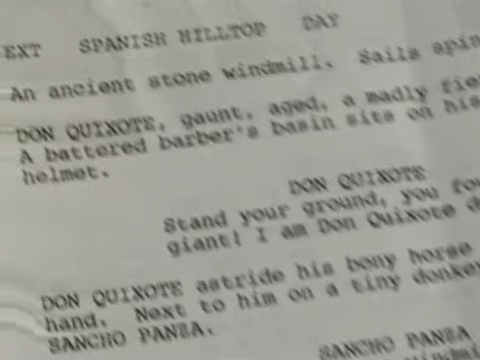 EXT SPANISH HILLTOP DAY
An ancient stone windmill. Sails
DON QUIXOTE, gaunt, aged, a madly
A battered barber's basin sits on his
helmet.
DON QUIXOTE
Stand your ground, you
giant! I am Don Quixote
DON QUIXOTE astride his bony horse
hand. Next to him on a tiny donkey
SANCHO PANZA.
SANCHO PANZA